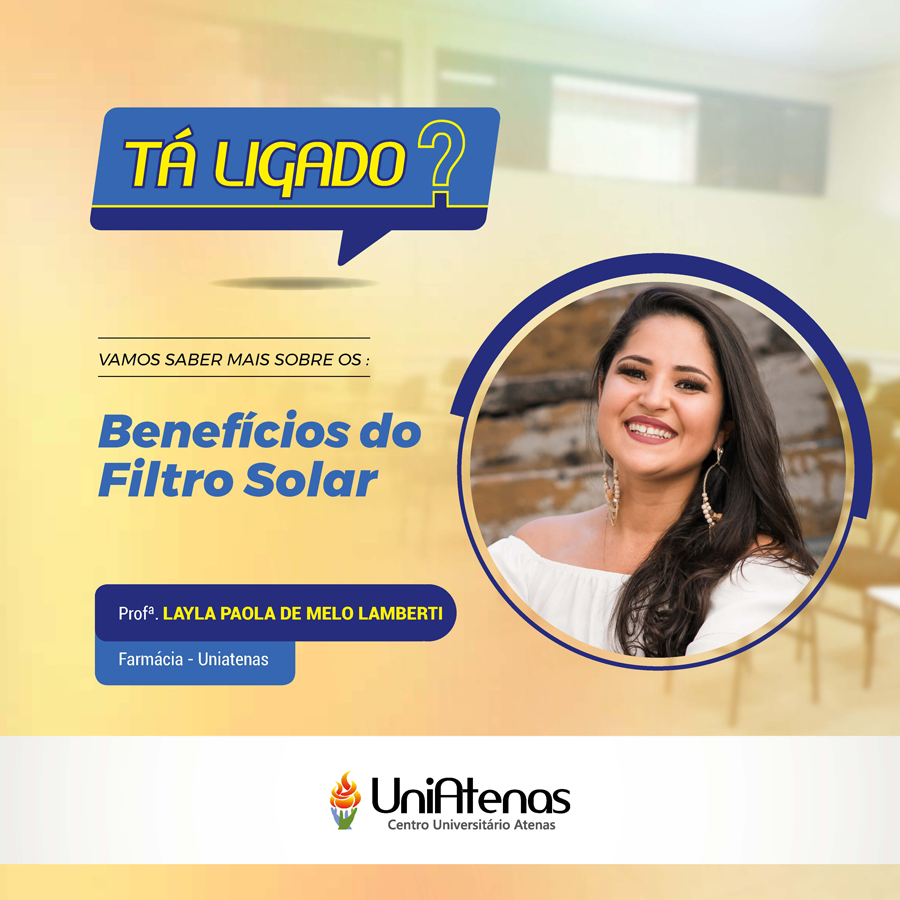 TÁ LIGADO?
VAMOS SABER MAIS SOBRE OS :
Benefícios do
Filtro Solar
Profª. LAYLA PAOLA DE MELO LAMBERTI
Farmácia - Uniatenas
UniAtenas
Centro Universitário Atenas